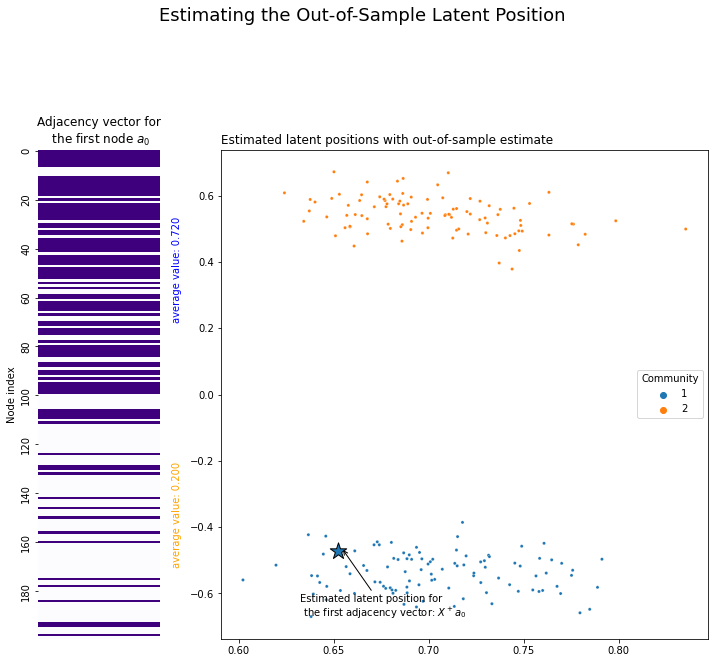 Estimating the Out-of-Sample Latent Position
Adjacency vector for
the first node a₀
Node index
0
20
40
60
80
100
120
140
160
180
average value: 0.720
average value: 0.200
Estimated latent positions with out-of-sample estimate
0.6
0.4
0.2
0.0
−0.2
−0.4
−0.6
0.60
0.65
0.70
0.75
0.80
Community
1
2
Estimated latent position for
the first adjacency vector: X⁺a₀